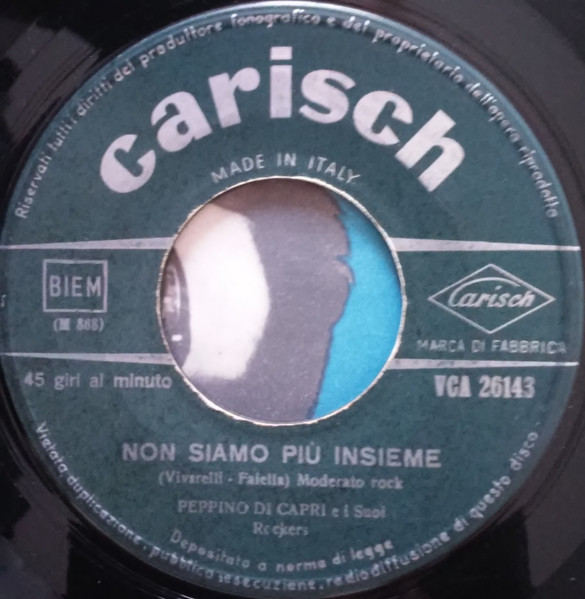 Riservati tutti i diritti del produttore fonografico e del proprietario dell'opera riprodotta
carisch
MADE IN ITALY
BIEM
(M 868)
Carisch
MARCA DI FABBRICA
45 giri al minuto
VCA 26143
NON SIAMO PIÙ INSIEME
(Vivarelli - Faiella) Moderato rock
PEPPINO DI CAPRI e i Suoi
Rockers
Depositato a norma di legge
Vietata duplicazione, pubblica esecuzione, radiodiffusione di questo disco